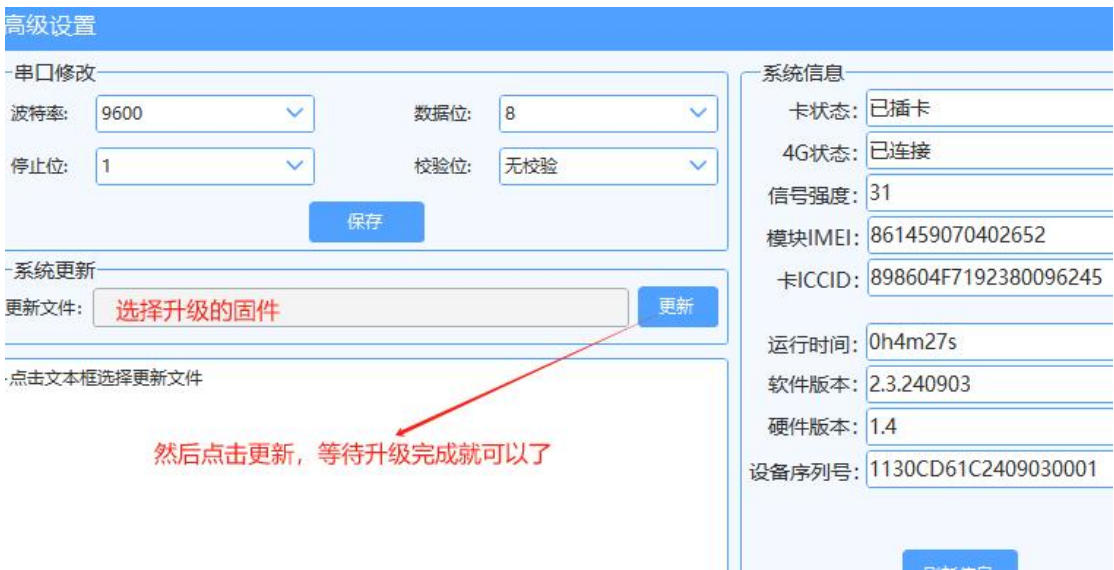 高级设置
串口修改
波特率: 9600 数据位: 8
停止位: 1 校验位: 无校验
保存
系统更新
更新文件: 选择升级的固件 更新
点击文本框选择更新文件
然后点击更新，等待升级完成就可以了
系统信息
卡状态: 已插卡
4G状态: 已连接
信号强度: 31
模块IMEI: 861459070402652
卡ICCID: 898604F7192380096245
运行时间: 0h4m27s
软件版本: 2.3.240903
硬件版本: 1.4
设备序列号: 1130CD61C2409030001